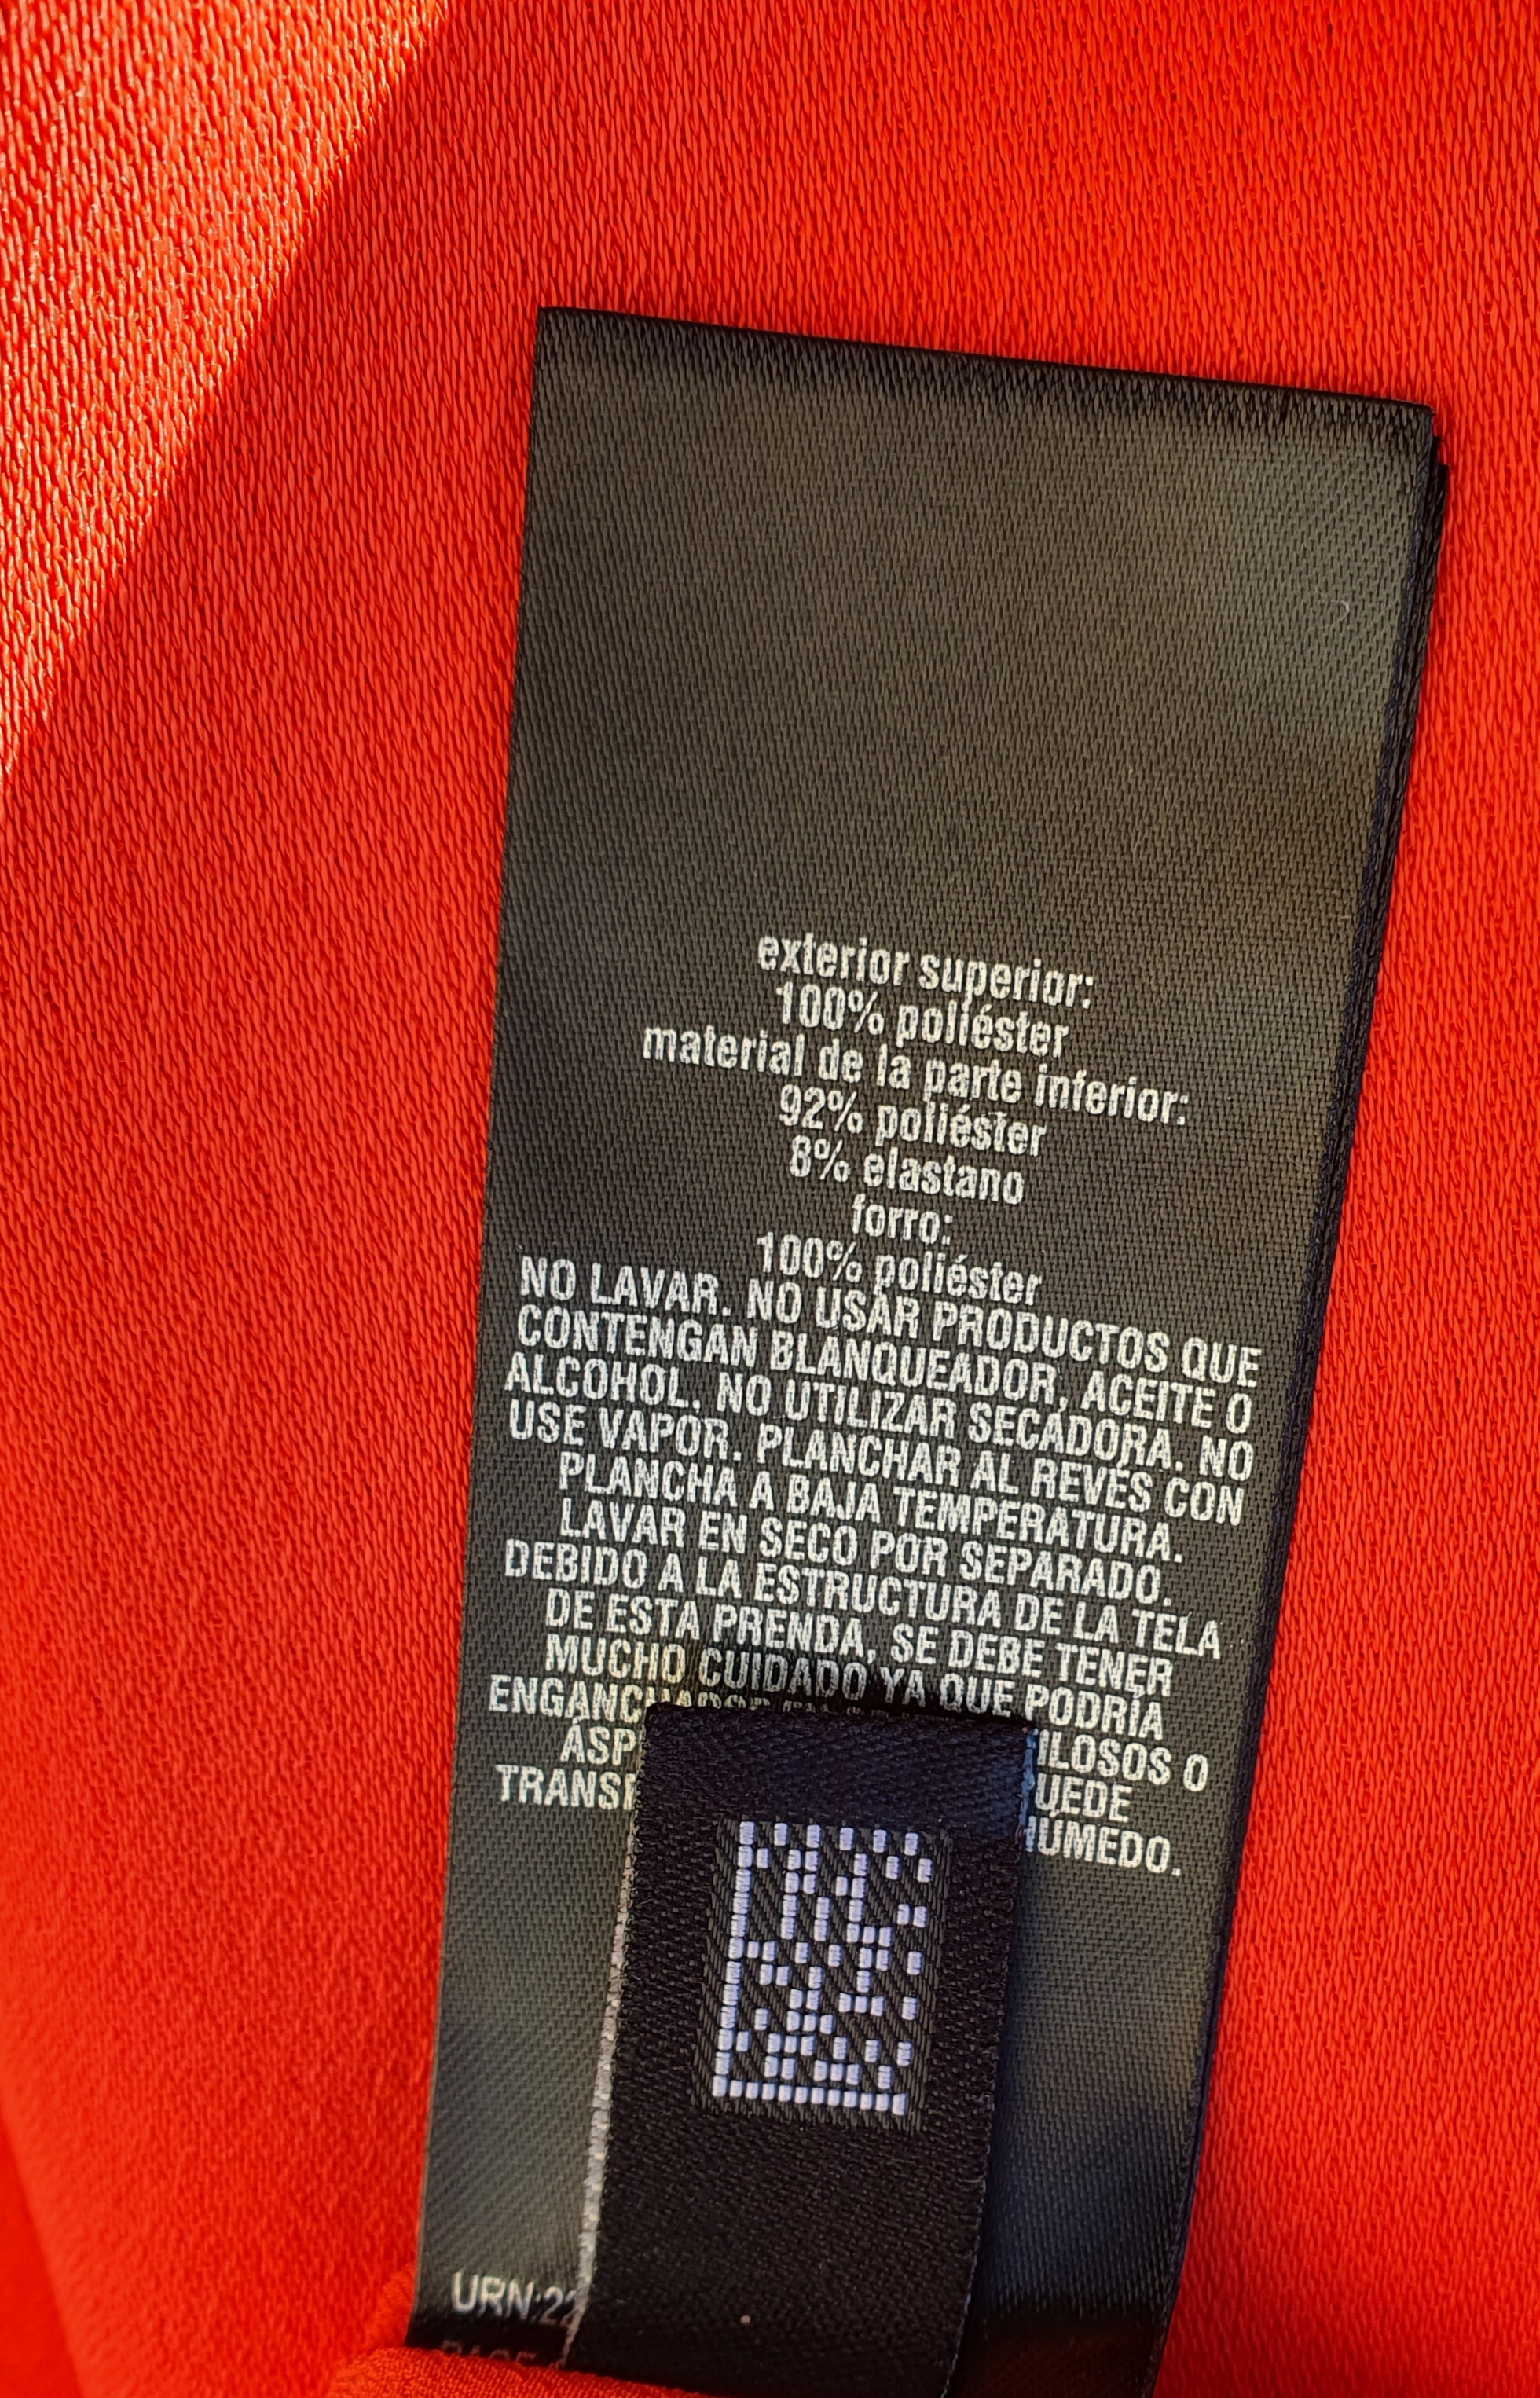 exterior superior:
100% poliéster
material de la parte inferior:
92% poliéster
8% elastano
forro:
100% poliéster
NO LAVAR. NO USAR PRODUCTOS QUE
CONTENGAN BLANQUEADOR, ACEITE O
ALCOHOL. NO UTILIZAR SECADORA. NO
USE VAPOR. PLANCHAR AL REVÉS CON
PLANCHA A BAJA TEMPERATURA.
LAVAR EN SECO POR SEPARADO.
DEBIDO A LA ESTRUCTURA DE LA TELA
DE ESTA PRENDA, SE DEBE TENER
MUCHO CUIDADO YA QUE PODRÍA
O
HÚMEDO.
URN:22